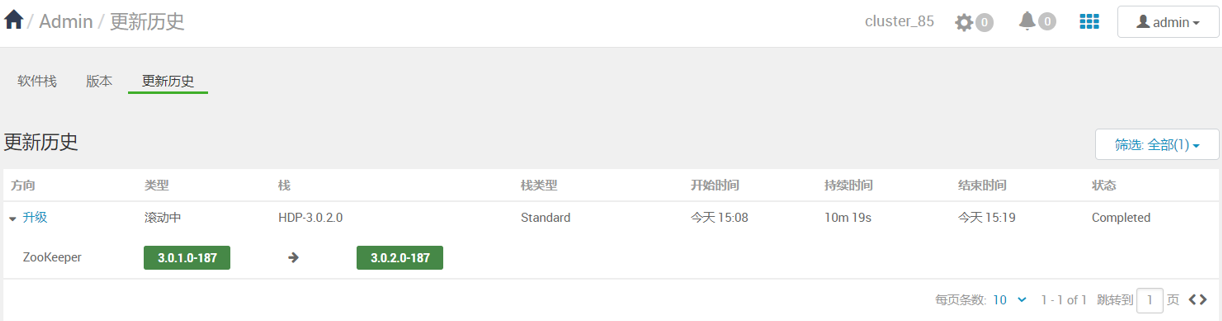 / Admin / 更新历史 cluster_85 0 0 admin
软件栈 版本 更新历史
更新历史 筛选: 全部(1)
方向 类型 栈 栈类型 开始时间 持续时间 结束时间 状态
升级 滚动中 HDP-3.0.2.0 Standard 今天 15:08 10m 19s 今天 15:19 Completed
ZooKeeper 3.0.1.0-187 → 3.0.2.0-187
每页条数: 10 1 - 1 of 1 跳转到 1 页